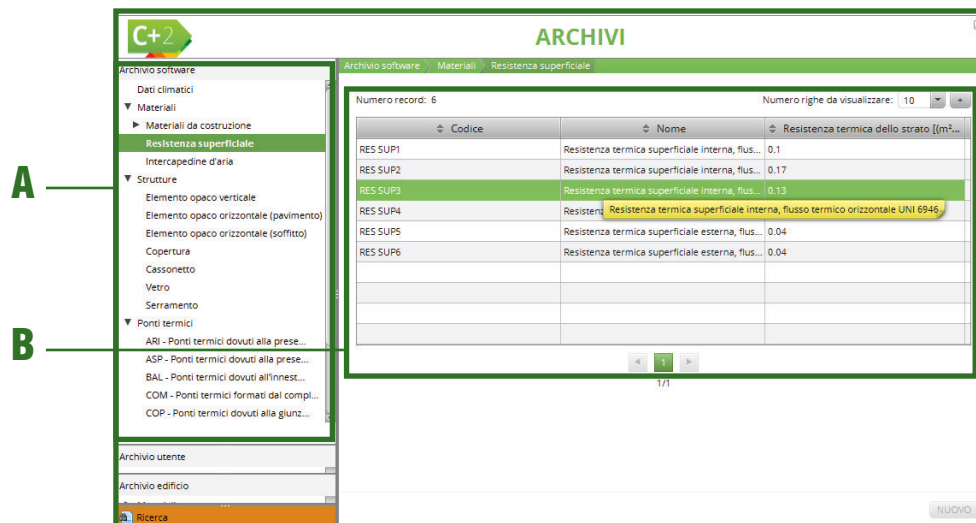 C+2
ARCHIVI
Archivio software
Dati climatici
Materiali
Materiali da costruzione
Resistenza superficiale
Intercapedine d'aria
Strutture
Elemento opaco verticale
Elemento opaco orizzontale (pavimento)
Elemento opaco orizzontale (soffitto)
Copertura
Cassonetto
Vetro
Serramento
Ponti termici
ARI - Ponti termici dovuti alla prese...
ASP - Ponti termici dovuti alla prese...
BAL - Ponti termici dovuti all'innest...
COM - Ponti termici formati dal compl...
COP - Ponti termici dovuti alla giunz...
Archivio utente
Archivio edificio
Ricerca
A
B
Archivio software Materiali Resistenza superficiale
Numero record: 6 Numero righe da visualizzare: 10 +
Codice Nome Resistenza termica dello strato [(m²...
RES SUP1 Resistenza termica superficiale interna, flus... 0.1
RES SUP2 Resistenza termica superficiale interna, flus... 0.17
RES SUP3 Resistenza termica superficiale interna, flus... 0.13
RES SUP4
Resistenza termica superficiale interna, flusso termico orizzontale UNI 6946
RES SUP5 Resistenza termica superficiale esterna, flus... 0.04
RES SUP6 Resistenza termica superficiale esterna, flus... 0.04
1
1/1
NUOVO